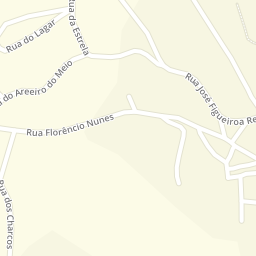 Rua do Lagar
Rua da Estrela
Rua José Figueiroa Re
do Areeiro do Meio
Rua Florêncio Nunes
Rua dos Charcos